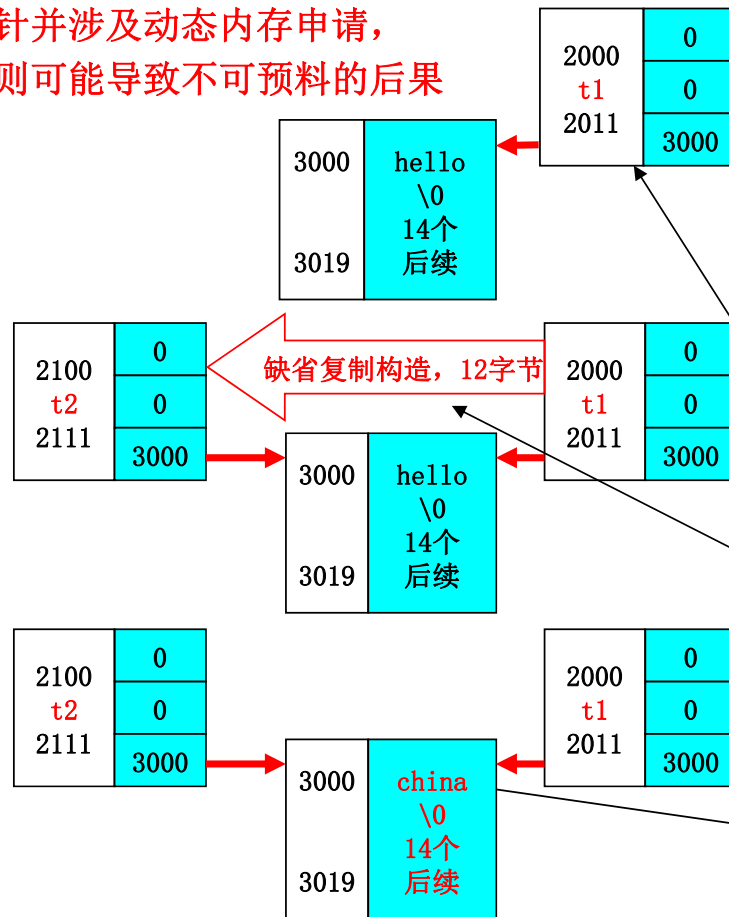 针并涉及动态内存申请，
则可能导致不可预料的后果
2000
t1
2011
0
0
3000
3000
3019
hello
\0
14个
后续
2100
t2
2111
0
0
3000
缺省复制构造，12字节
2000
t1
2011
0
0
3000
3000
3019
hello
\0
14个
后续
2100
t2
2111
0
0
3000
2000
t1
2011
0
0
3000
3000
3019
china
\0
14个
后续